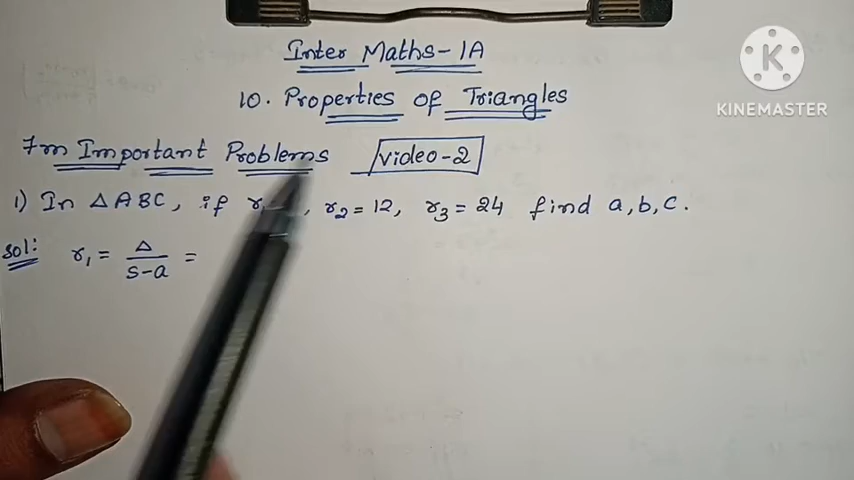 Inter Maths-1A
10. Properties of Triangles
7m Important Problems video-2
1) In ΔABC, if r , r₂=12, r₃=24 find a,b,c.
sol: r₁ = Δ/s-a =
KINEMASTER